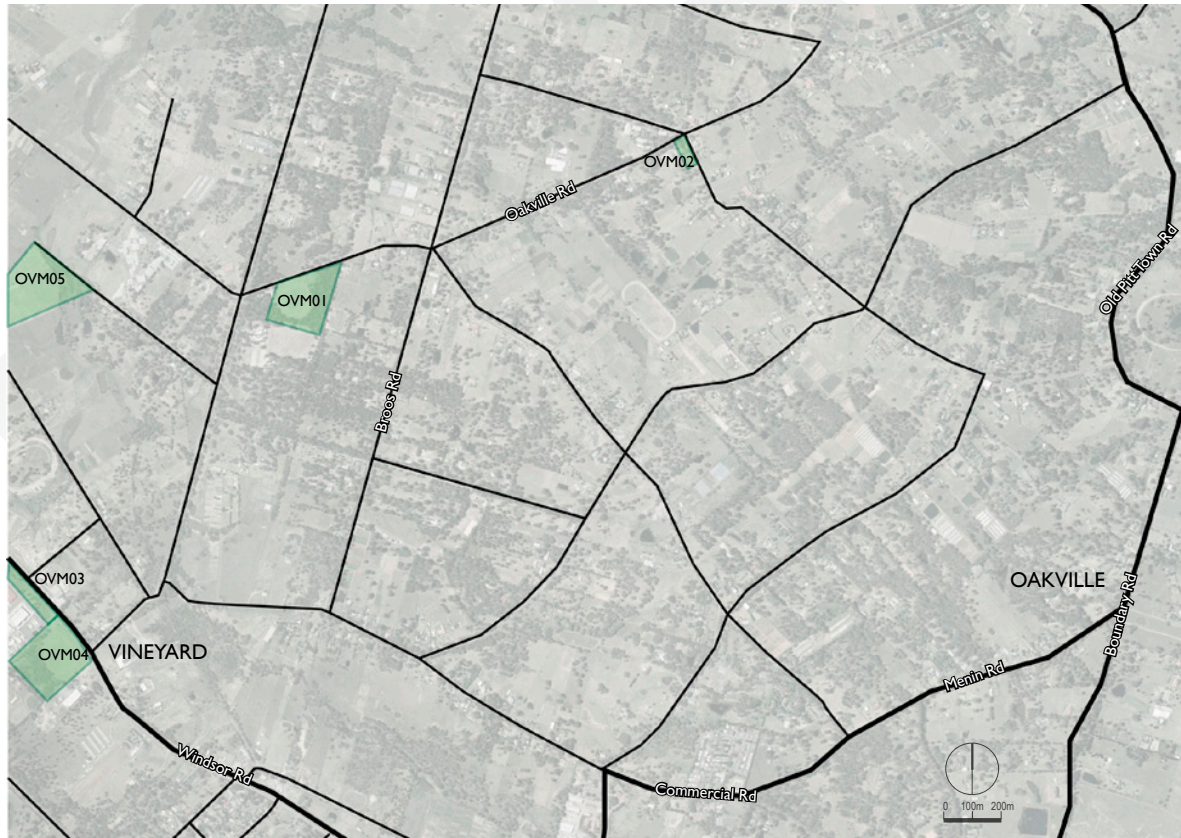 OVM02
Oakville Rd
OVM05
OVM01
Old Pitt Town Rd
Broos Rd
OVM03
OAKVILLE
Boundary Rd
OVM04
VINEYARD
Menin Rd
Windsor Rd
Commercial Rd
0 100m 200m